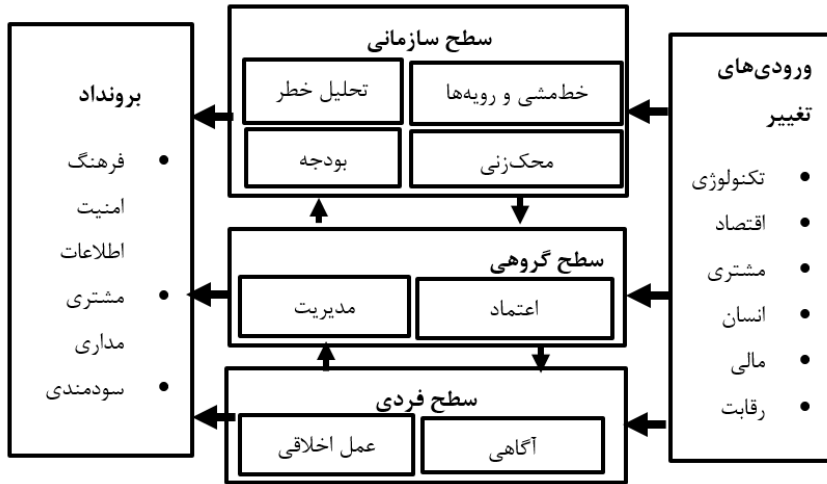 ورودی‌های
تغییر
• تکنولوژی
• اقتصاد
• مشتری
• انسان
• مالی
• رقابت
سطح سازمانی
خط‌مشی و رویه‌ها
تحلیل خطر
محک‌زنی
بودجه
سطح گروهی
اعتماد
مدیریت
سطح فردی
آگاهی
عمل اخلاقی
برونداد
• فرهنگ
امنیت
اطلاعات
• مشتری
مداری
• سودمندی